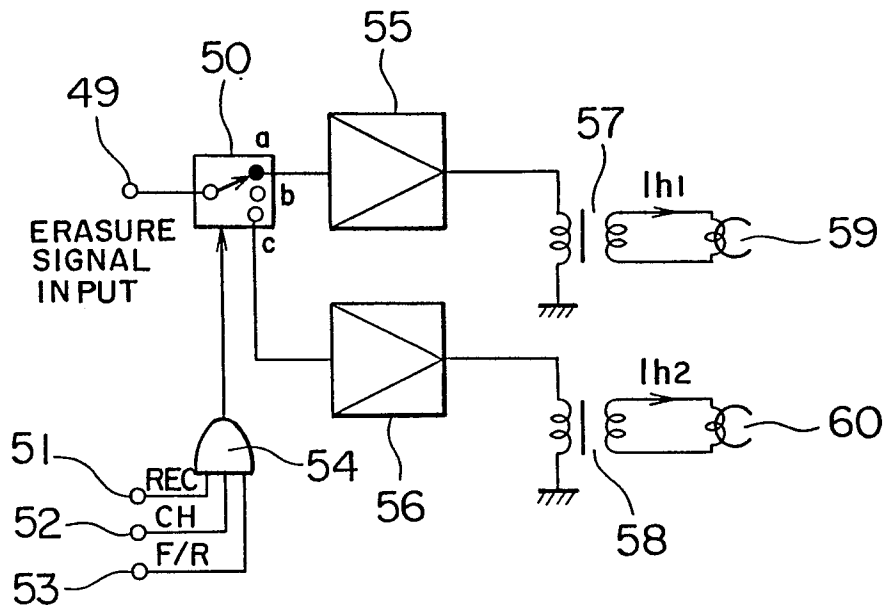 50
55
49
57
a
b
c
Ih1
59
ERASURE
SIGNAL
INPUT
Ih2
60
51
REC
54
56
52
CH
58
53
F/R